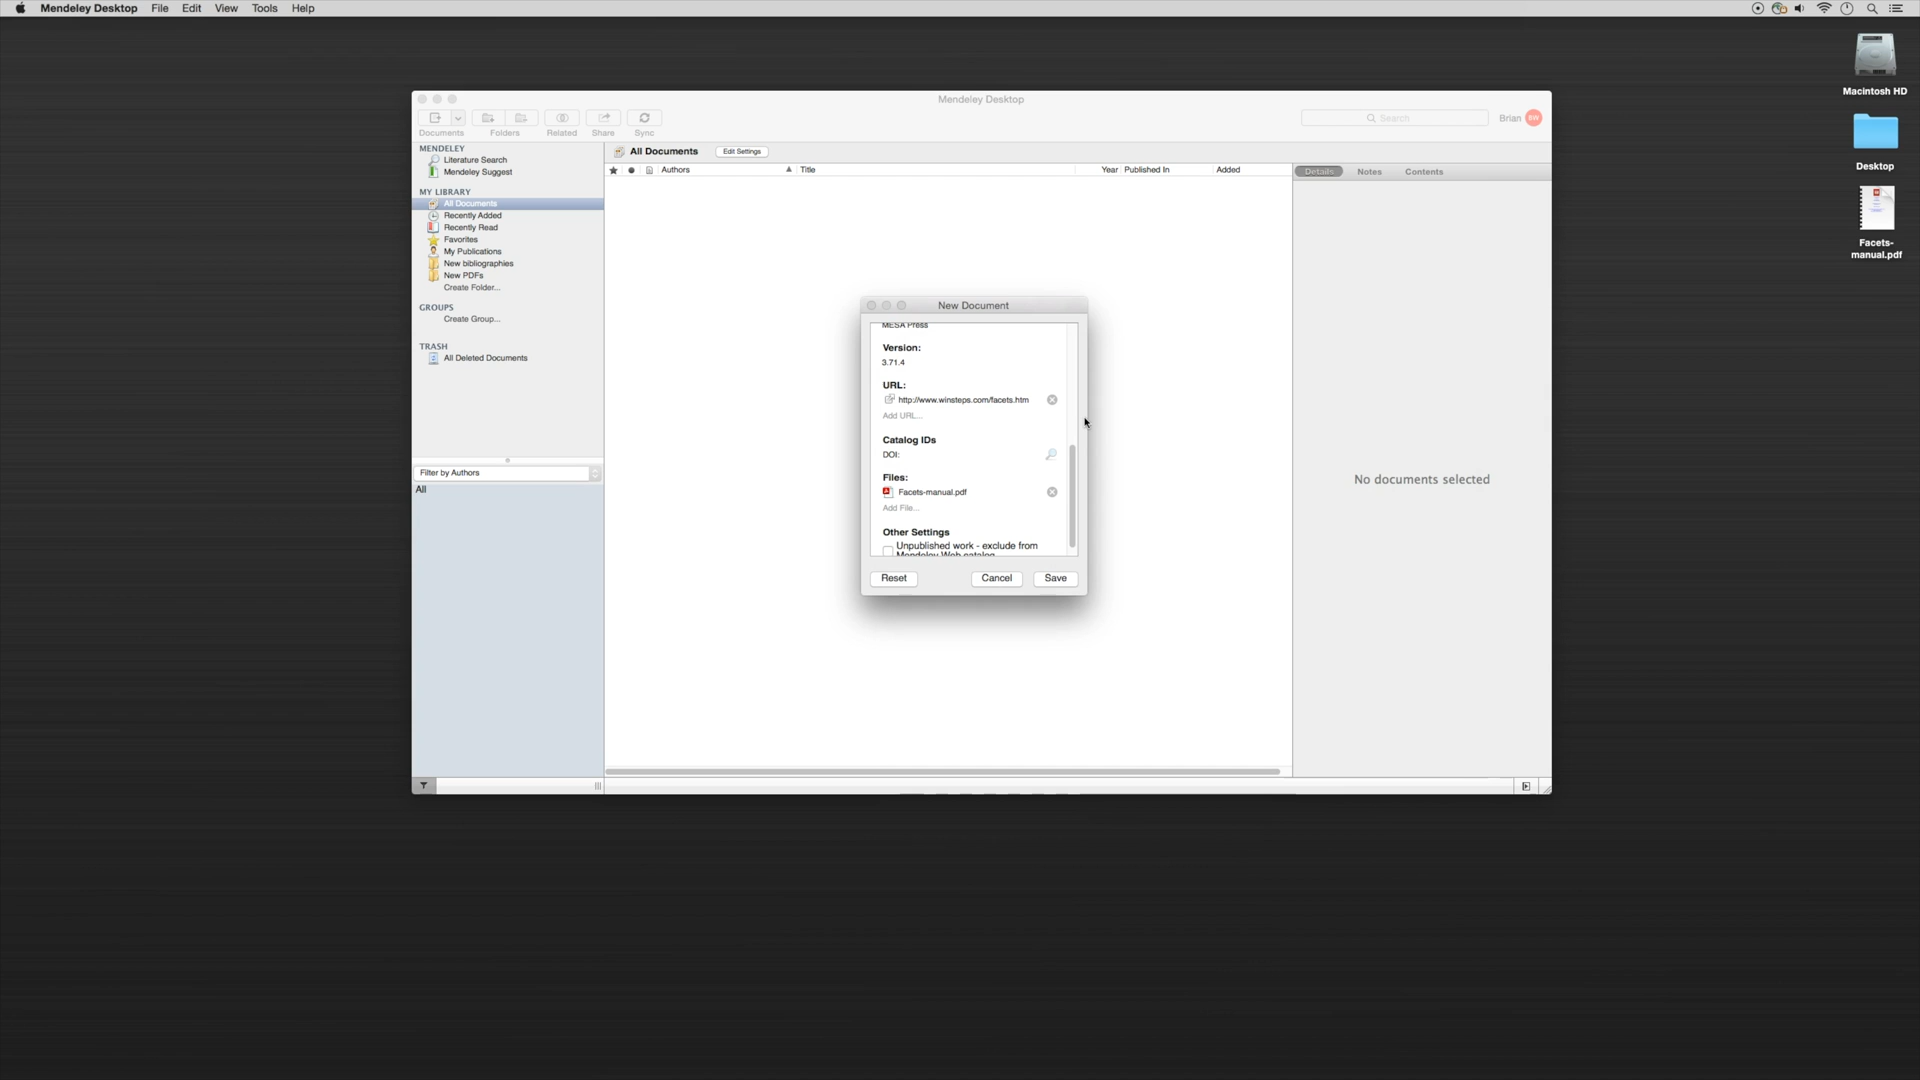 Mendeley Desktop File Edit View Tools Help
Macintosh HD
Desktop
Facets-
manual.pdf
Mendeley Desktop
Documents Folders Related Share Sync
Search
Brian BW
MENDELEY
Literature Search
Mendeley Suggest
MY LIBRARY
All Documents
Recently Added
Recently Read
Favorites
My Publications
New bibliographies
New PDFs
Create Folder...
GROUPS
Create Group...
TRASH
All Deleted Documents
Filter by Authors
All
All Documents Edit Settings
Authors Title Year Published In Added
Details Notes Contents
No documents selected
New Document
MESA Press
Version:
3.71.4
URL:
http://www.winsteps.com/facets.htm
Add URL...
Catalog IDs
DOI:
Files:
Facets-manual.pdf
Add File...
Other Settings
Unpublished work - exclude from
Mendeley Web catalog
Reset Cancel Save